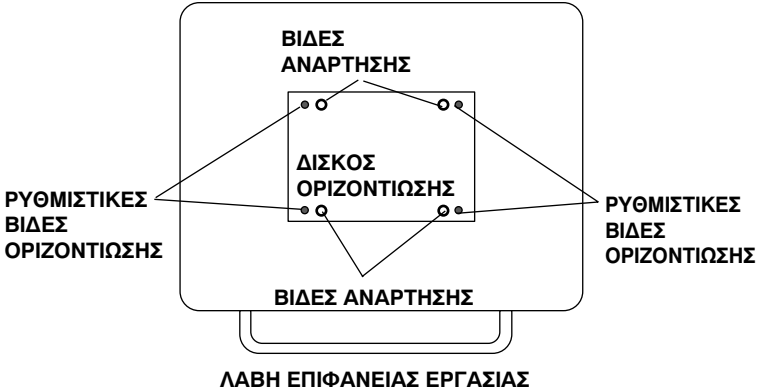 ΒΙΔΕΣ
ΑΝΑΡΤΗΣΗΣ
ΔΙΣΚΟΣ
ΟΡΙΖΟΝΤΙΩΣΗΣ
ΡΥΘΜΙΣΤΙΚΕΣ
ΒΙΔΕΣ
ΟΡΙΖΟΝΤΙΩΣΗΣ
ΡΥΘΜΙΣΤΙΚΕΣ
ΒΙΔΕΣ
ΟΡΙΖΟΝΤΙΩΣΗΣ
ΒΙΔΕΣ ΑΝΑΡΤΗΣΗΣ
ΛΑΒΗ ΕΠΙΦΑΝΕΙΑΣ ΕΡΓΑΣΙΑΣ